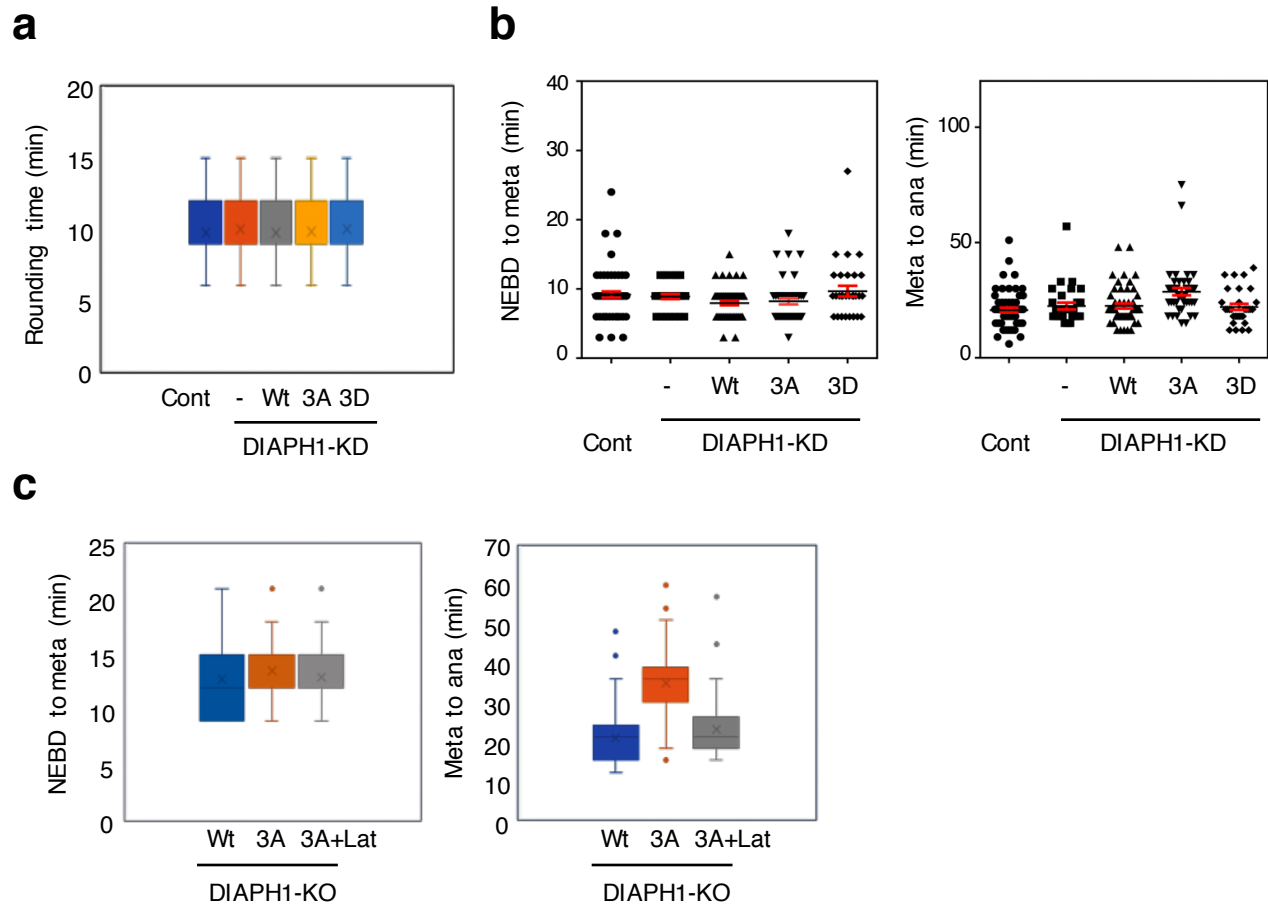 a
Rounding time (min)
20
15
10
5
0
Cont - Wt 3A 3D
DIAPH1-KD
b
NEBD to meta (min)
40
30
20
10
0
- Wt 3A 3D
Cont DIAPH1-KD
Meta to ana (min)
100
50
0
- Wt 3A 3D
Cont DIAPH1-KD
c
NEBD to meta (min)
25
20
15
10
5
0
Wt 3A 3A+Lat
DIAPH1-KO
Meta to ana (min)
70
60
50
40
30
20
10
0
Wt 3A 3A+Lat
DIAPH1-KO